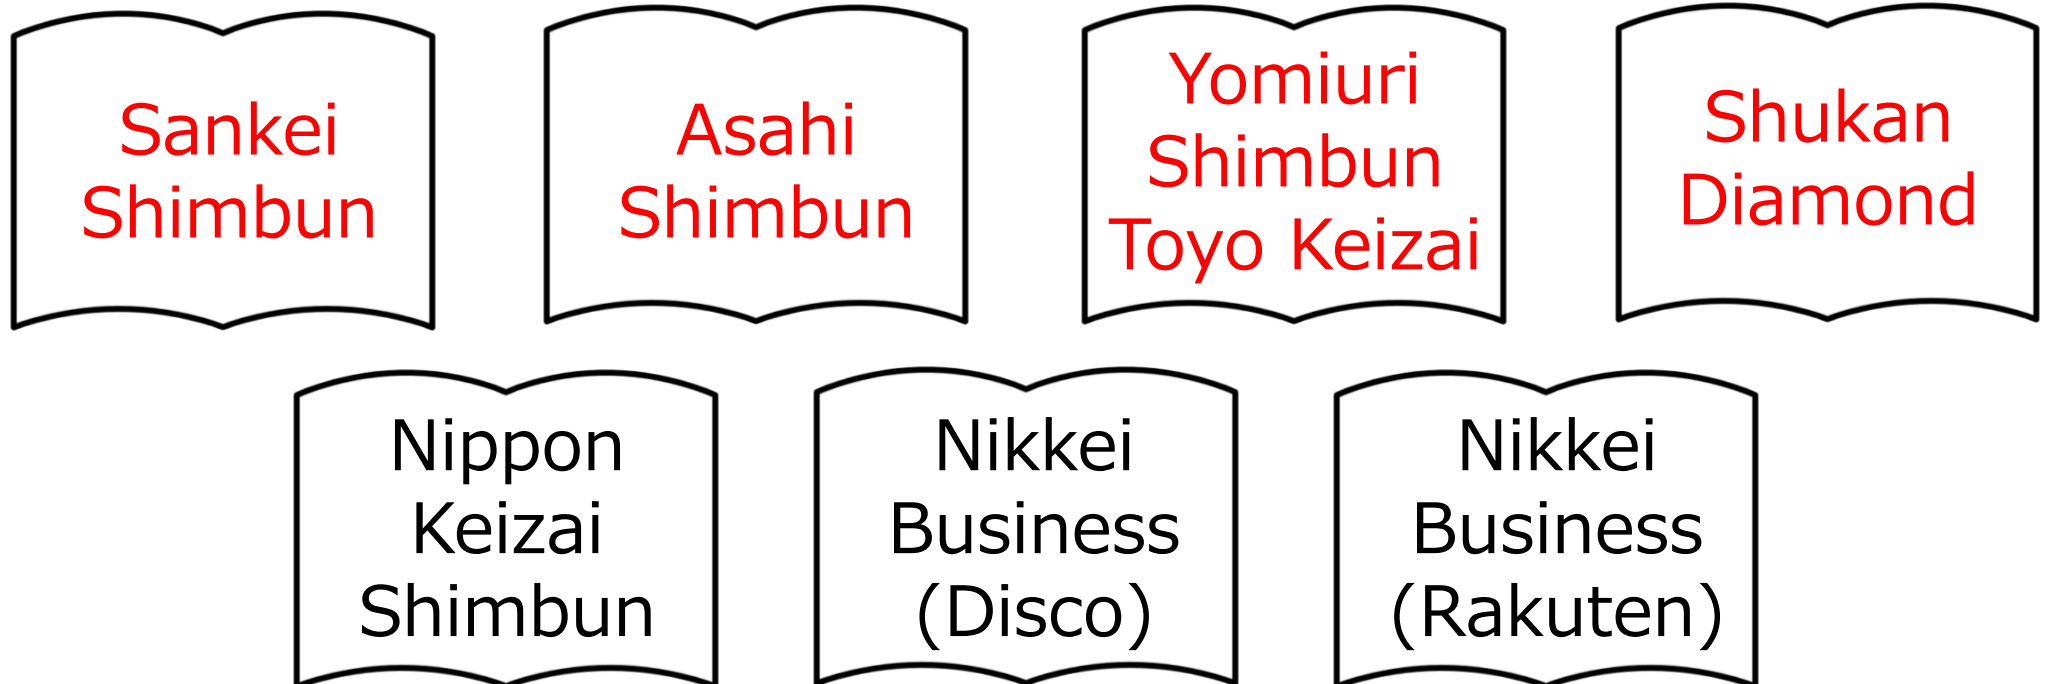 Sankei
Shimbun
Asahi
Shimbun
Yomiuri
Shimbun
Toyo Keizai
Shukan
Diamond
Nippon
Keizai
Shimbun
Nikkei
Business
(Disco)
Nikkei
Business
(Rakuten)